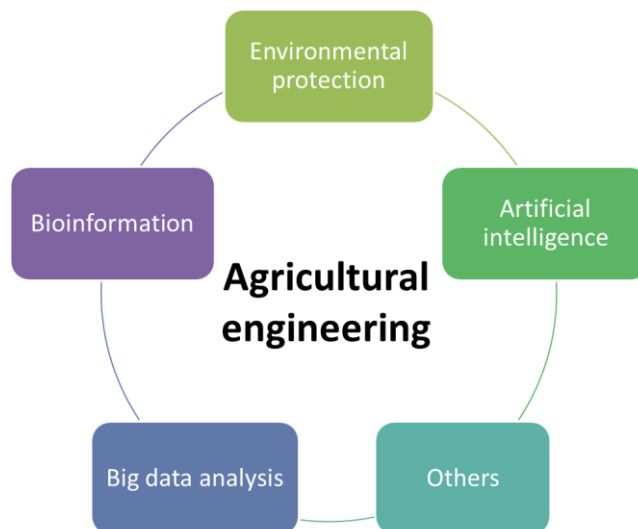 Environmental
protection
Artificial
intelligence
Others
Big data analysis
Bioinformation
Agricultural
engineering